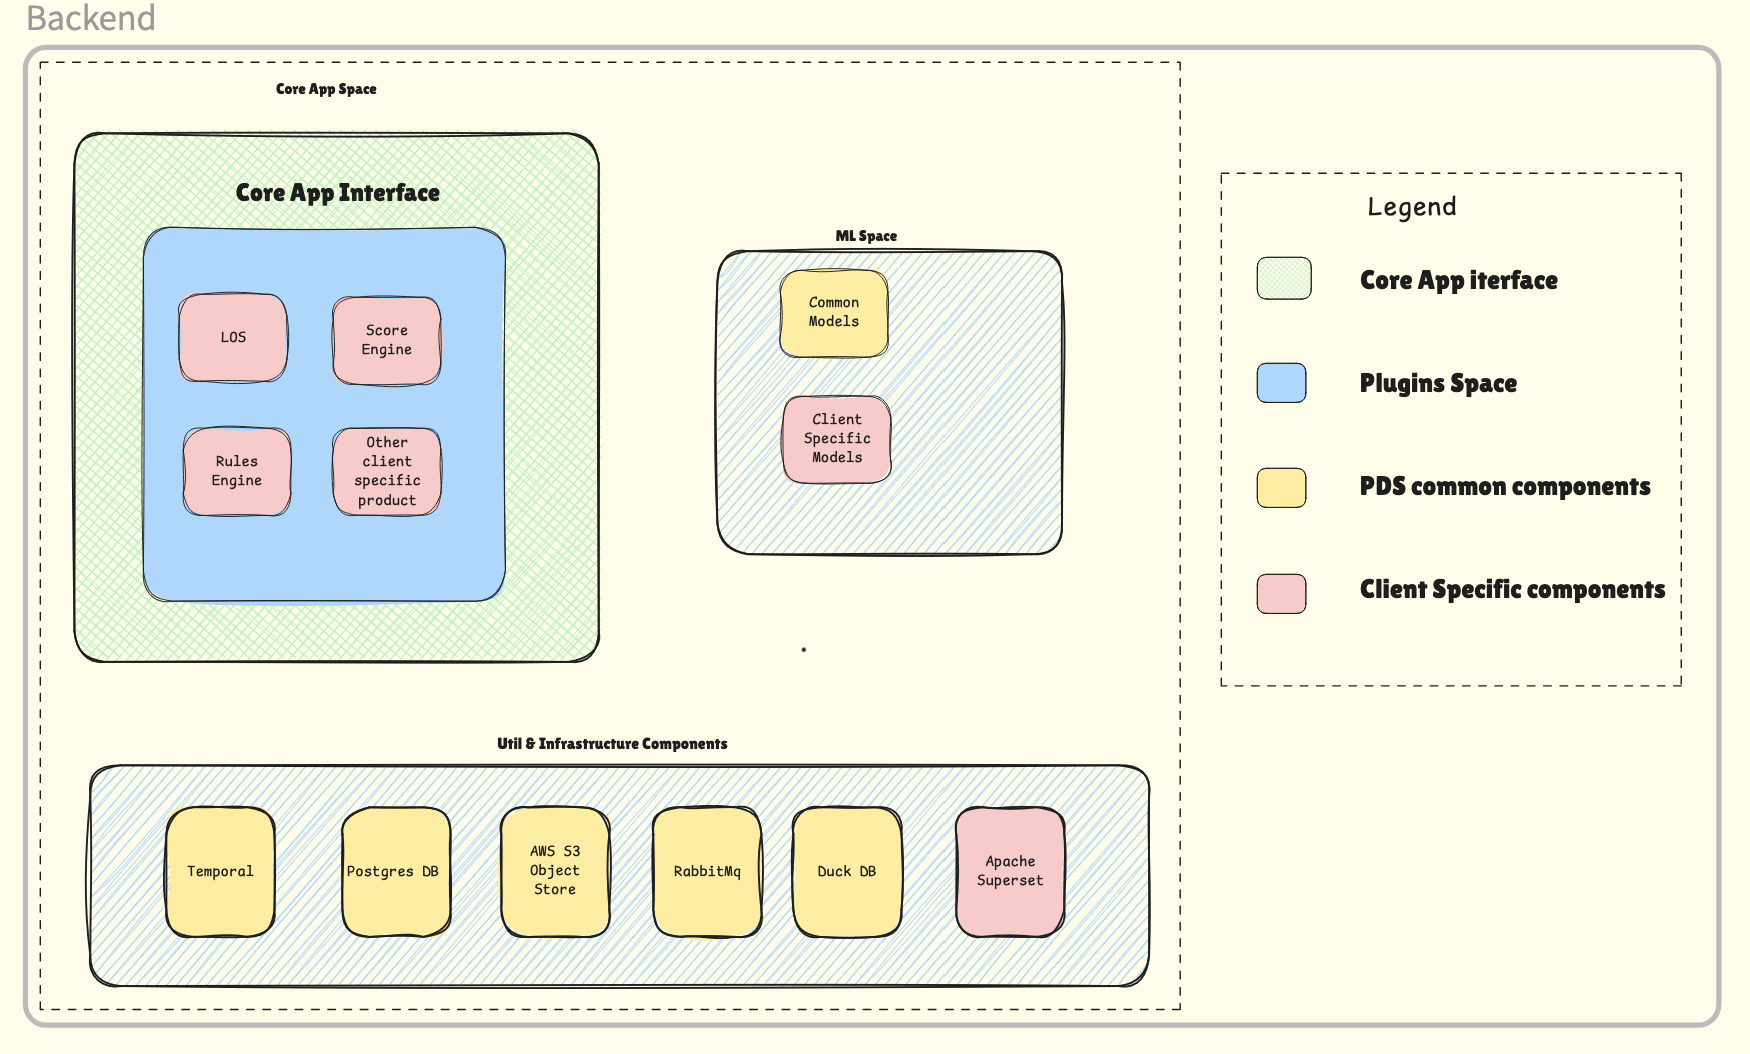 Backend
Core App Space
Core App Interface
LOS
Score
Engine
Rules
Engine
Other
client
specific
product
ML Space
Common
Models
Client
Specific
Models
Util & Infrastructure Components
Temporal
Postgres DB
AWS S3
Object
Store
RabbitMq
Duck DB
Apache
Superset
Legend
Core App iterface
Plugins Space
PDS common components
Client Specific components